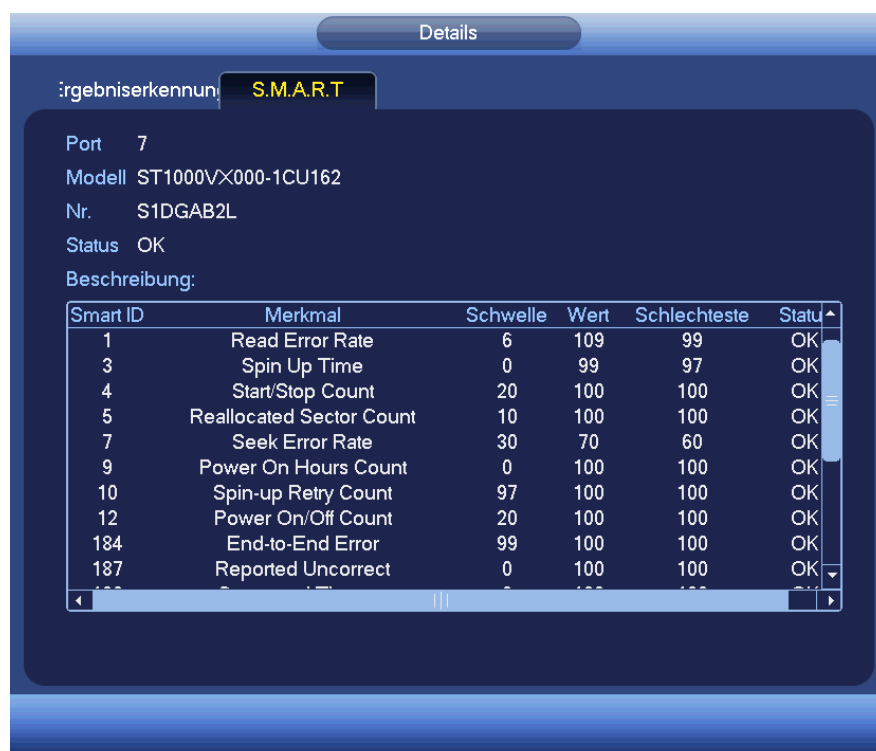 Details
Ergebniserkennung
S.M.A.R.T
Port 7
Modell ST1000VX000-1CU162
Nr. S1DGAB2L
Status OK
Beschreibung:
Smart ID Merkmal Schwelle Wert Schlechteste Statu
1 Read Error Rate 6 109 99 OK
3 Spin Up Time 0 99 97 OK
4 Start/Stop Count 20 100 100 OK
5 Reallocated Sector Count 10 100 100 OK
7 Seek Error Rate 30 70 60 OK
9 Power On Hours Count 0 100 100 OK
10 Spin-up Retry Count 97 100 100 OK
12 Power On/Off Count 20 100 100 OK
184 End-to-End Error 99 100 100 OK
187 Reported Uncorrect 0 100 100 OK